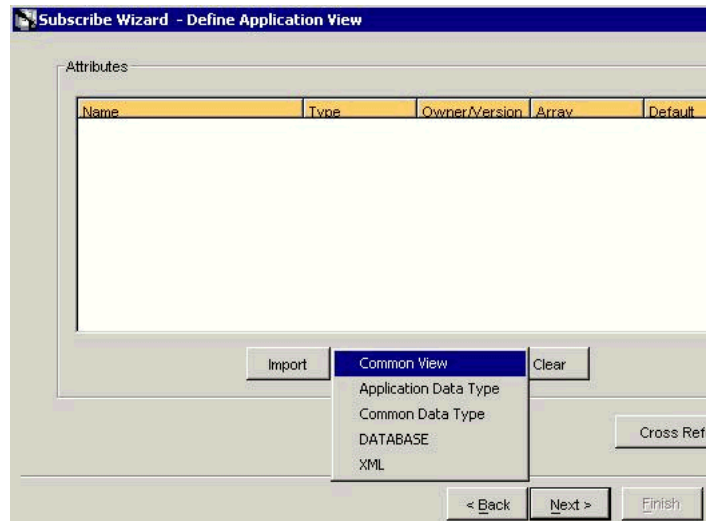 Subscribe Wizard - Define Application View
Attributes
Name Type Owner/Version Array Default
Import Common View Clear
Application Data Type
Common Data Type
DATABASE
XML
Cross Ref
< Back Next > Finish